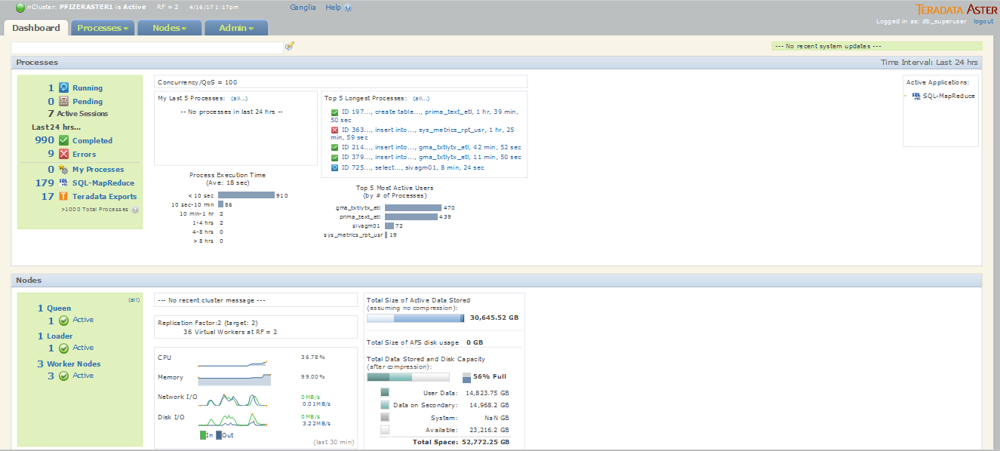 nCluster: PFIZERASTER1 is Active RF = 2 4/16/17 1:17pm Ganglia Help ?
TERADATA ASTER
Logged in as: db_superuser logout
Dashboard Processes Nodes Admin
--- No recent system updates ---
Processes Time Interval: Last 24 hrs
1 Running
0 Pending
7 Active Sessions
Last 24 hrs...
990 Completed
9 Errors
0 My Processes
179 SQL-MapReduce
17 T Teradata Exports
>1000 Total Processes ?
Concurrency/QoS = 100
My Last 5 Processes: (all...)
-- No processes in last 24 hrs --
Top 5 Longest Processes: (all...)
ID 197..., create table..., prima_text_etl, 1 hr, 39 min,
50 sec
ID 363..., insert into..., sys_metrics_rpt_usr, 1 hr, 25
min, 59 sec
ID 214..., insert into..., gma_txtlytx_etl, 42 min, 52 sec
ID 379..., insert into..., gma_txtlytx_etl, 11 min, 50 sec
ID 725..., select..., sivagm01, 8 min, 24 sec
Process Execution Time
(Ave: 18 sec)
< 10 sec 910
10 sec-10 min 86
10 min-1 hr 2
1-4 hrs 2
4-8 hrs 0
> 8 hrs 0
Top 5 Most Active Users
(by # of Processes)
gma_txtlytx_etl 470
prima_text_etl 439
sivagm01 72
sys_metrics_rpt_usr 19
Active Applications:
SQL-MapReduce
Nodes
(all)
1 Queen
1 Active
1 Loader
1 Active
3 Worker Nodes
3 Active
--- No recent cluster message ---
Replication Factor:2 (target: 2)
36 Virtual Workers at RF = 2
CPU 36.78%
Memory 99.00%
Network I/O 0MB/s
0.01MB/s
Disk I/O 0MB/s
3.22MB/s
In Out
(last 30 min)
Total Size of Active Data Stored
(assuming no compression):
30,645.52 GB
Total Size of AFS disk usage 0 GB
Total Data Stored and Disk Capacity
(after compression):
56% Full
User Data: 14,823.75 GB
Data on Secondary: 14,968.2 GB
System: NaN GB
Available: 23,216.2 GB
Total Space: 52,772.25 GB